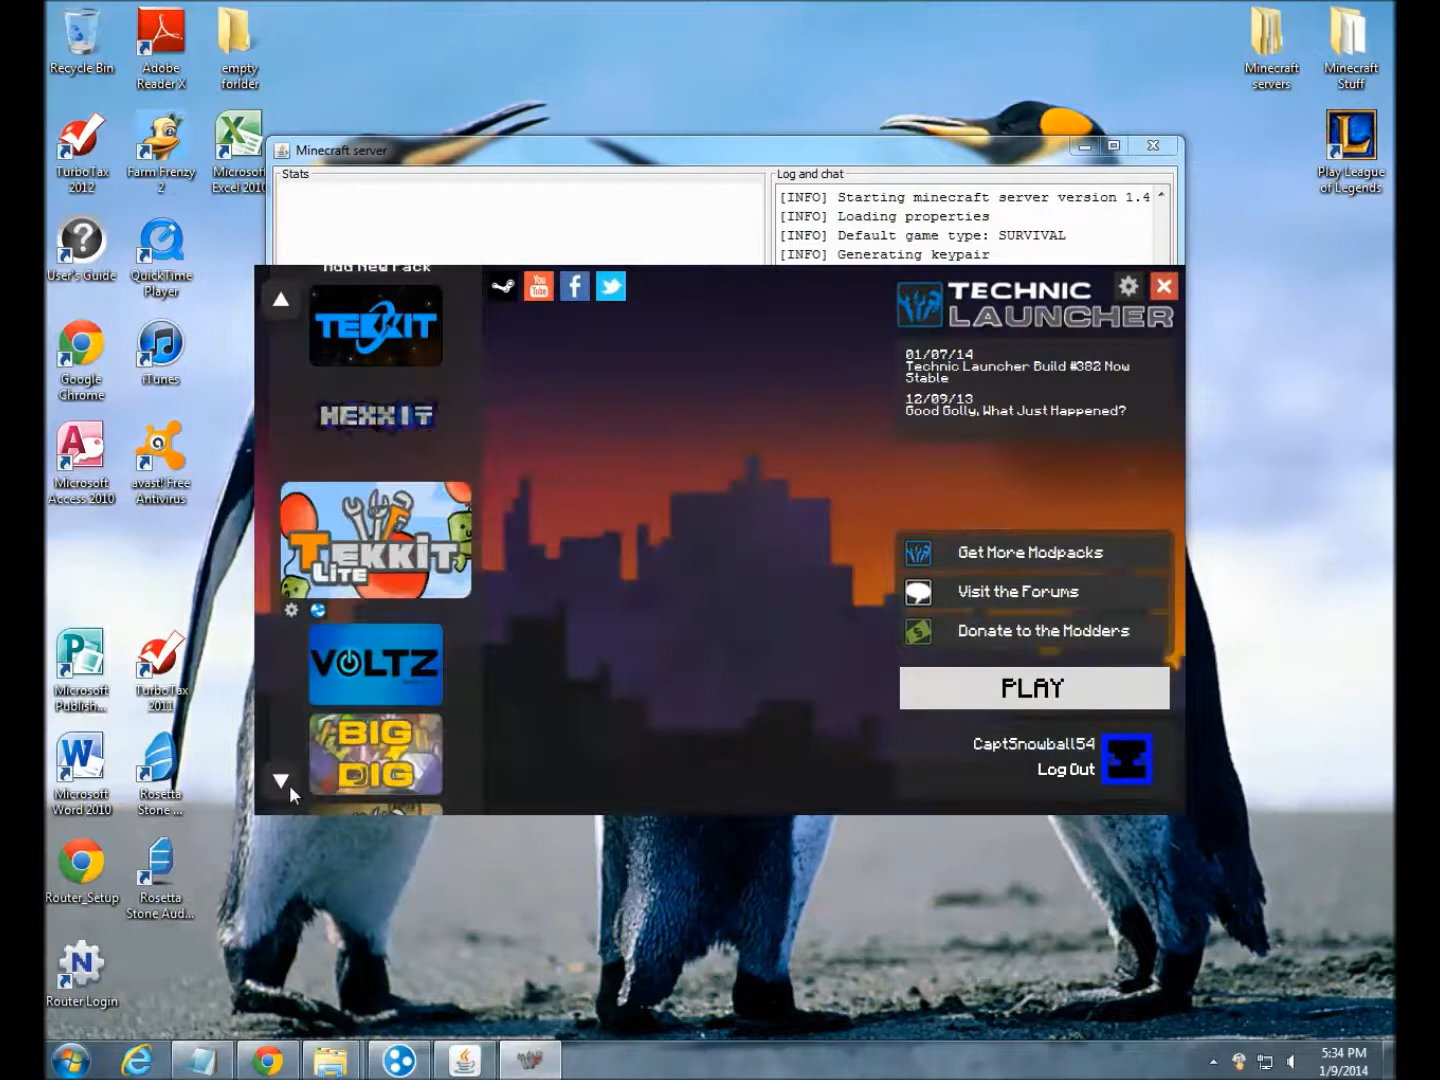 Recycle Bin
Adobe
Reader X
empty
forlder
Minecraft
servers
Minecraft
Stuff
TurboTax
2012
Farm Frenzy
2
Microsoft
Excel 2010
Play League
of Legends
Minecraft server
Stats
Log and chat
[INFO] Starting minecraft server version 1.4
[INFO] Loading properties
[INFO] Default game type: SURVIVAL
[INFO] Generating keypair
User's Guide
QuickTime
Player
Google
Chrome
iTunes
Microsoft
Access 2010
avast! Free
Antivirus
Microsoft
Publish...
TurboTax
2011
Microsoft
Word 2010
Rosetta
Stone ...
Router_Setup
Rosetta
Stone Aud...
Router Login
Add New Pack
TEKKIT
HEXXIT
TEKKIT
LITE
VOLTZ
BIG
DIG
You
Tube
TECHNIC
LAUNCHER
01/07/14
Technic Launcher Build #382 Now
Stable
12/09/13
Good Golly, What Just Happened?
Get More Modpacks
Visit the Forums
Donate to the Modders
PLAY
CaptSnowball54
Log Out
5:34 PM
1/9/2014